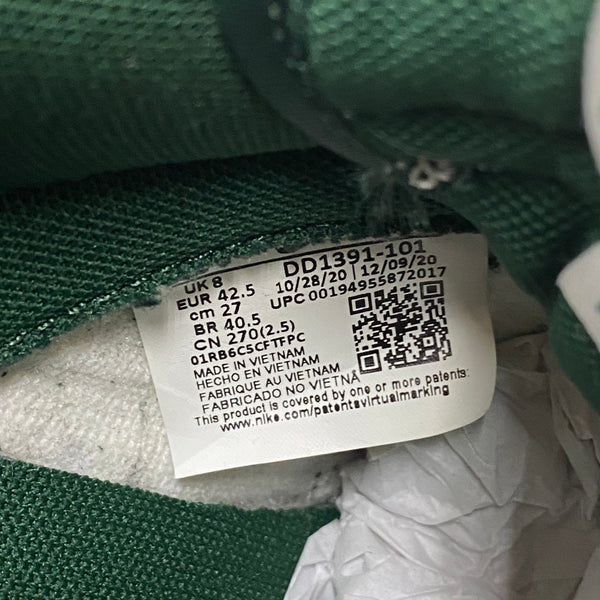 UK 8
EUR 42.5
cm 27
BR 40.5
CN 270(2.5)
01RB6C5CFTFPC
DD1391-101
10/28/20 | 12/09/20
UPC 00194955872017
MADE IN VIETNAM
HECHO EN VIETNAM
FABRIQUE AU VIETNAM
FABRICADO NO VIETNÃ
This product is covered by one or more patents:
www.nike.com/patentsvirtualmarking